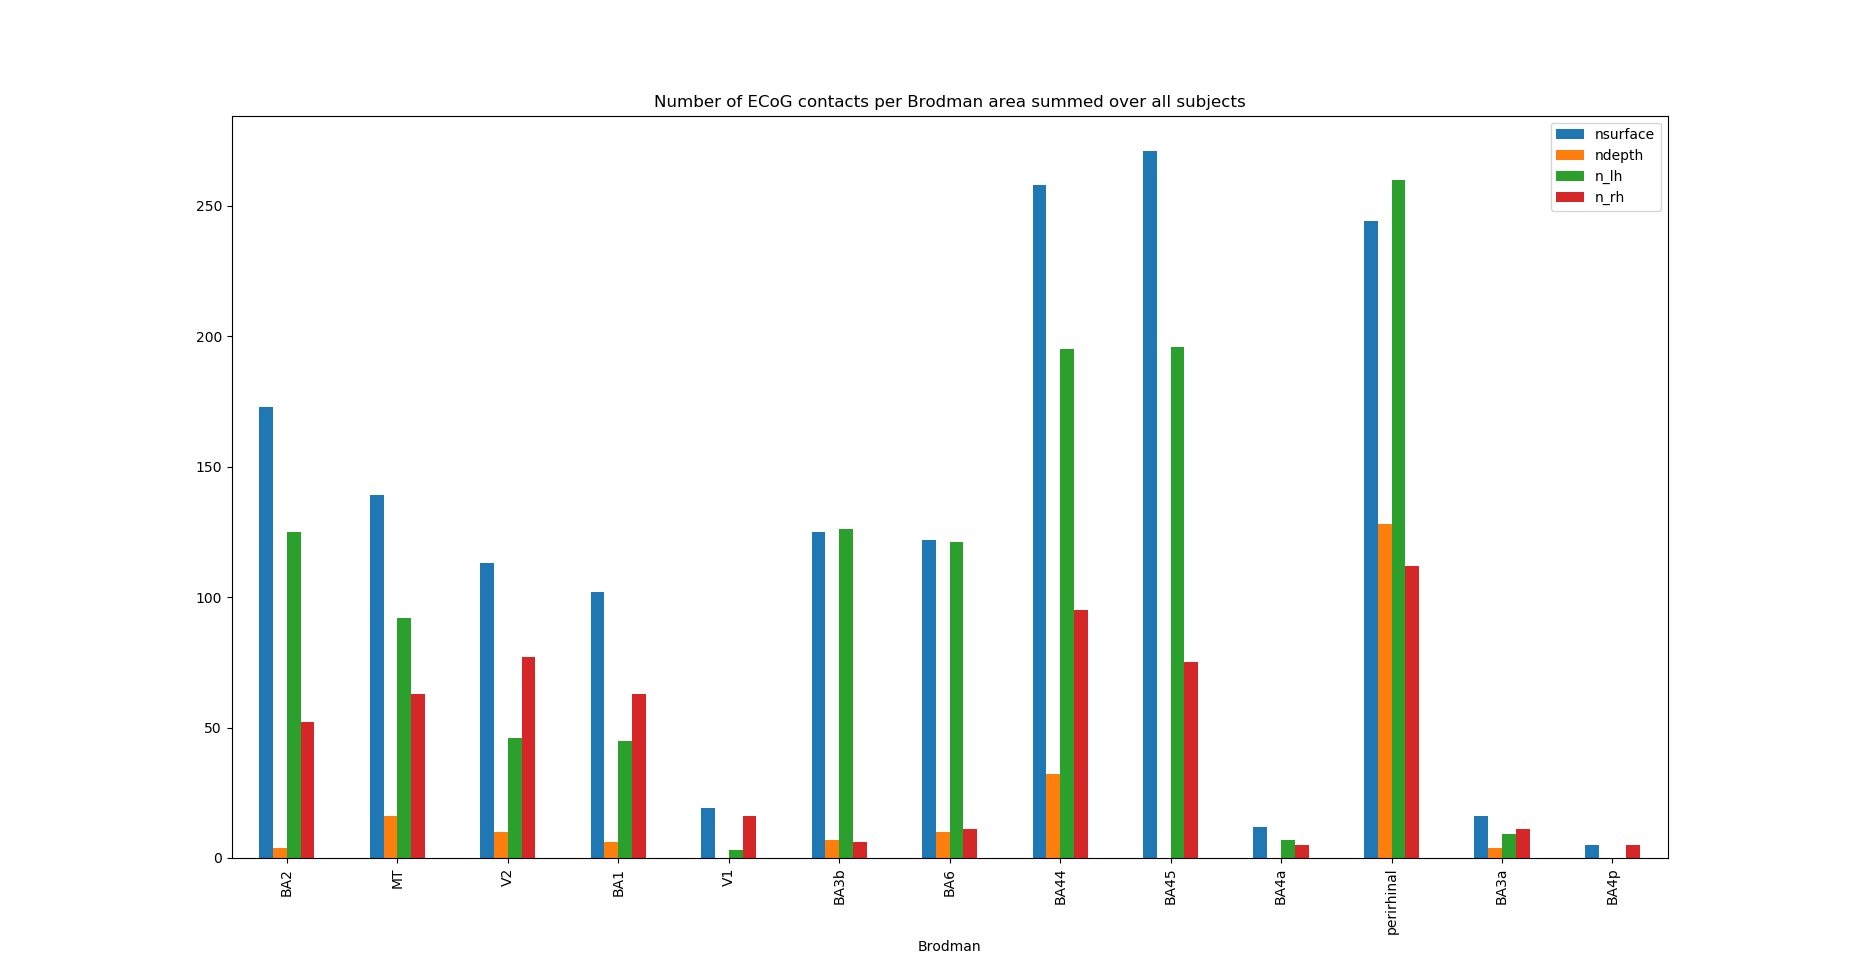 Number of ECoG contacts per Brodman area summed over all subjects
nsurface
ndepth
n_lh
n_rh
250
200
150
100
50
0
BA2
MT
V2
BA1
V1
BA3b
BA6
BA44
BA45
BA4a
perirhinal
BA3a
BA4p
Brodman